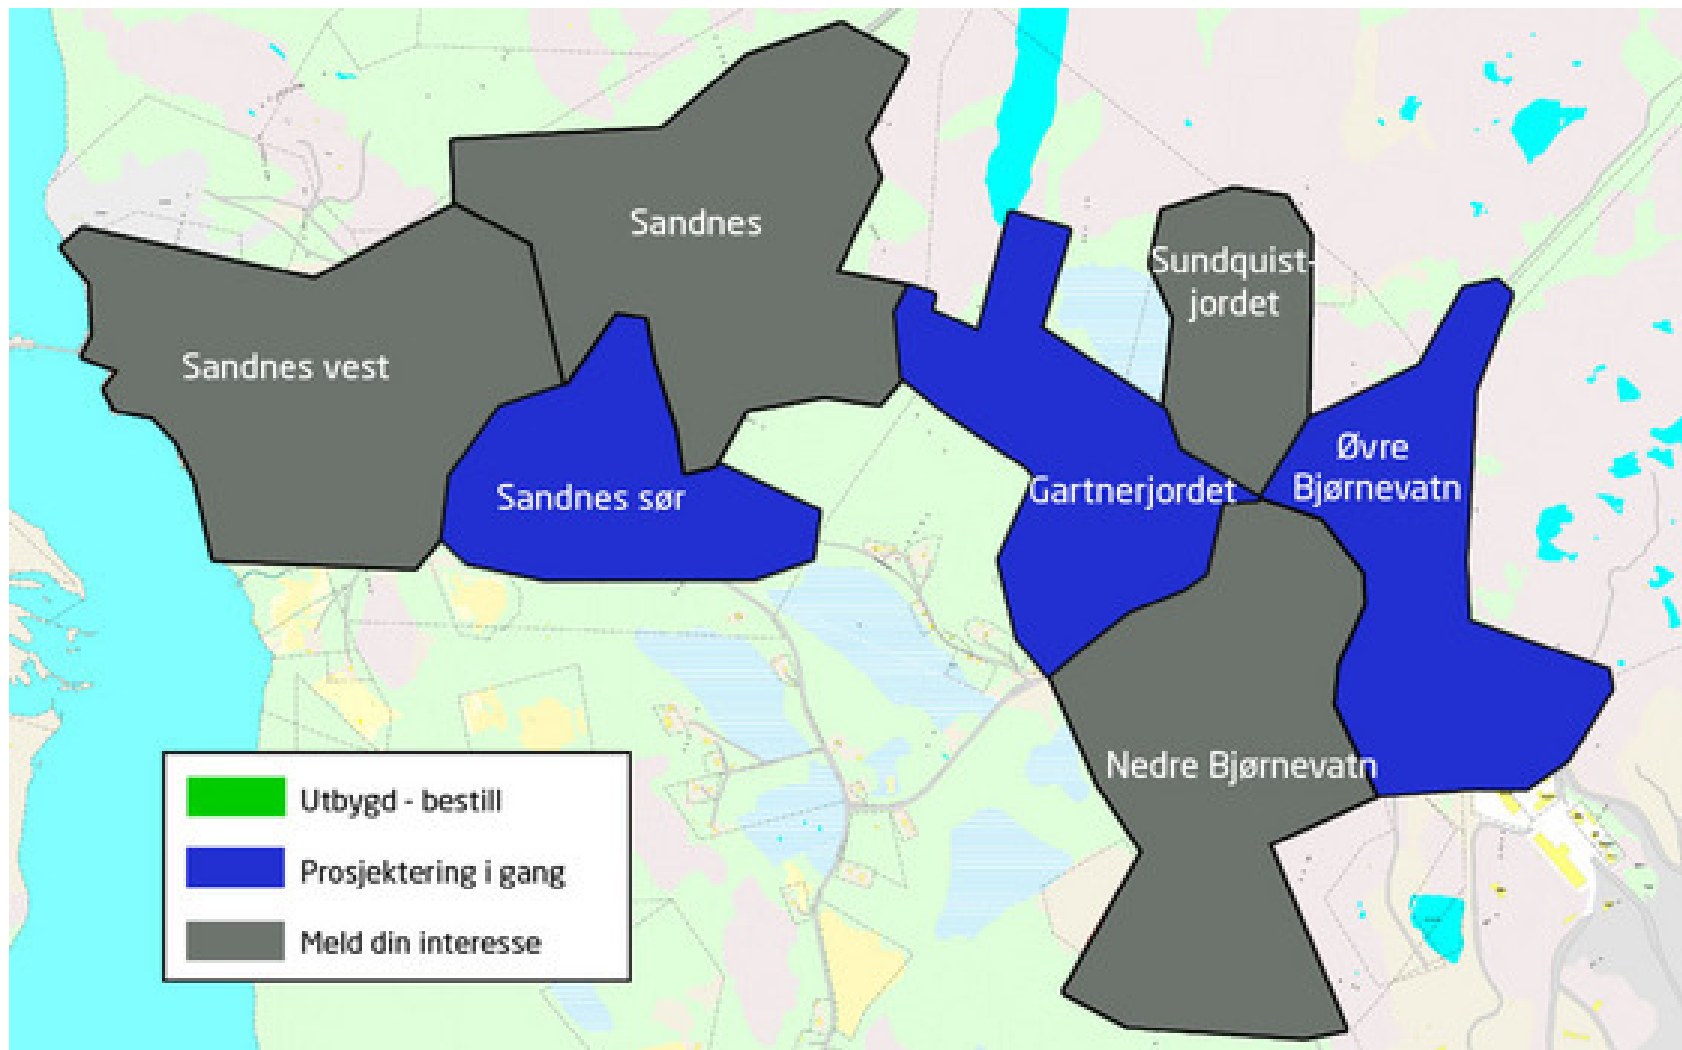 Sandnes
Sundquist-
jordet
Sandnes vest
Øvre
Bjørnevatn
Gartnerjordet
Sandnes sør
Nedre Bjørnevatn
Utbygd - bestill
Prosjektering i gang
Meld din interesse